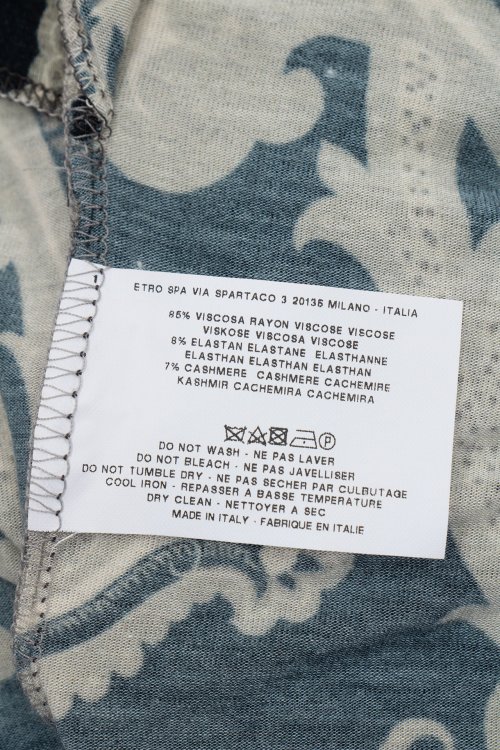 ETRO SPA VIA SPARTACO 3 20135 MILANO - ITALIA
85% VISCOSA RAYON VISCOSE VISCOSE
VISKOSE VISCOSA VISCOSE
8% ELASTAN ELASTANE ELASTHANNE
ELASTHAN ELASTHAN ELASTHAN
7% CASHMERE CASHMERE CACHEMIRE
KASHMIR CACHEMIRA CACHEMIRA
P
DO NOT WASH - NE PAS LAVER
DO NOT BLEACH - NE PAS JAVELLISER
DO NOT TUMBLE DRY - NE PAS SECHER PAR CULBUTAGE
COOL IRON - REPASSER A BASSE TEMPERATURE
DRY CLEAN - NETTOYER A SEC
MADE IN ITALY - FABRIQUE EN ITALIE